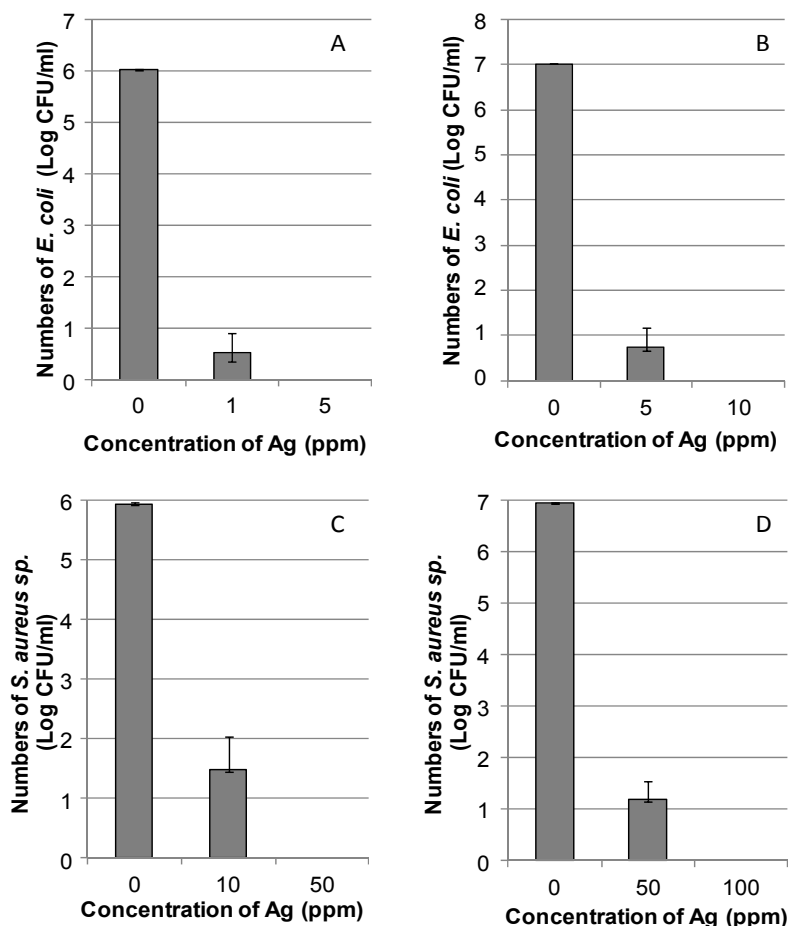 A
Numbers of E. coli (Log CFU/ml)
7
6
5
4
3
2
1
0
0 1 5
Concentration of Ag (ppm)
B
Numbers of E. coli (Log CFU/ml)
8
7
6
5
4
3
2
1
0
0 5 10
Concentration of Ag (ppm)
C
Numbers of S. aureus sp.
(Log CFU/ml)
6
5
4
3
2
1
0
0 10 50
Concentration of Ag (ppm)
D
Numbers of S. aureus sp.
(Log CFU/ml)
7
6
5
4
3
2
1
0
0 50 100
Concentration of Ag (ppm)